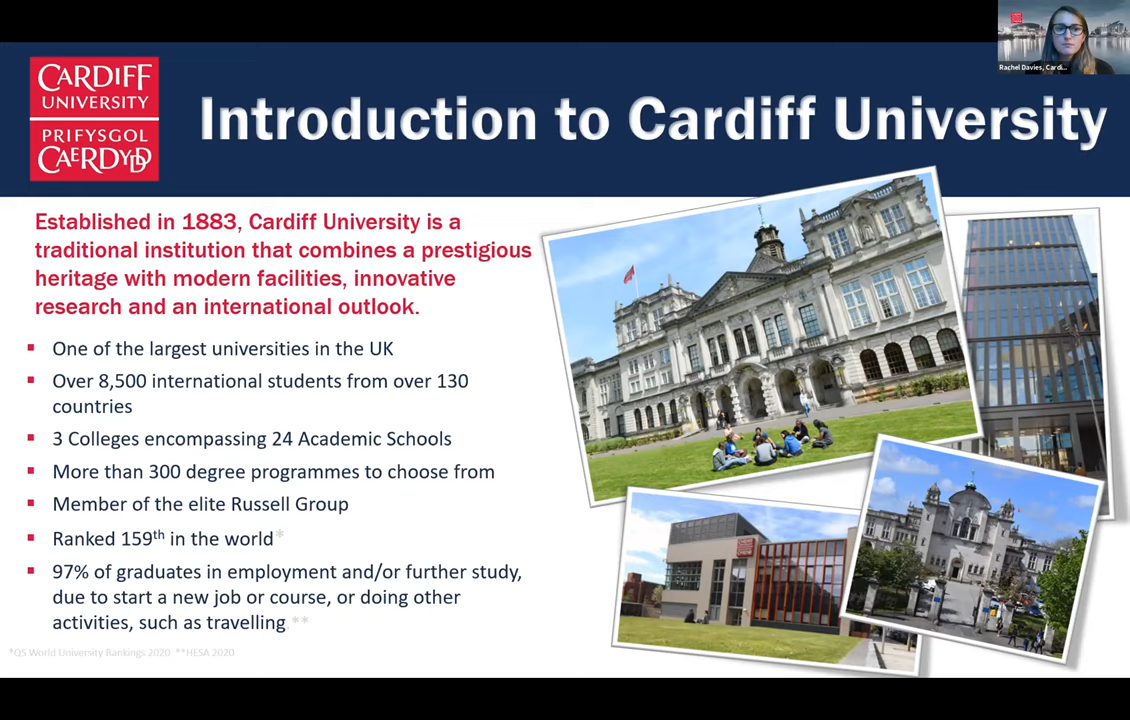 Rachel Davies, Cardi...
CARDIFF
UNIVERSITY
PRIFYSGOL
CAERDYDD
Introduction to Cardiff University
Established in 1883, Cardiff University is a
traditional institution that combines a prestigious
heritage with modern facilities, innovative
research and an international outlook.
▪ One of the largest universities in the UK
▪ Over 8,500 international students from over 130
countries
▪ 3 Colleges encompassing 24 Academic Schools
▪ More than 300 degree programmes to choose from
▪ Member of the elite Russell Group
▪ Ranked 159th in the world*
▪ 97% of graduates in employment and/or further study,
due to start a new job or course, or doing other
activities, such as travelling.**
*QS World University Rankings 2020 **HESA 2020